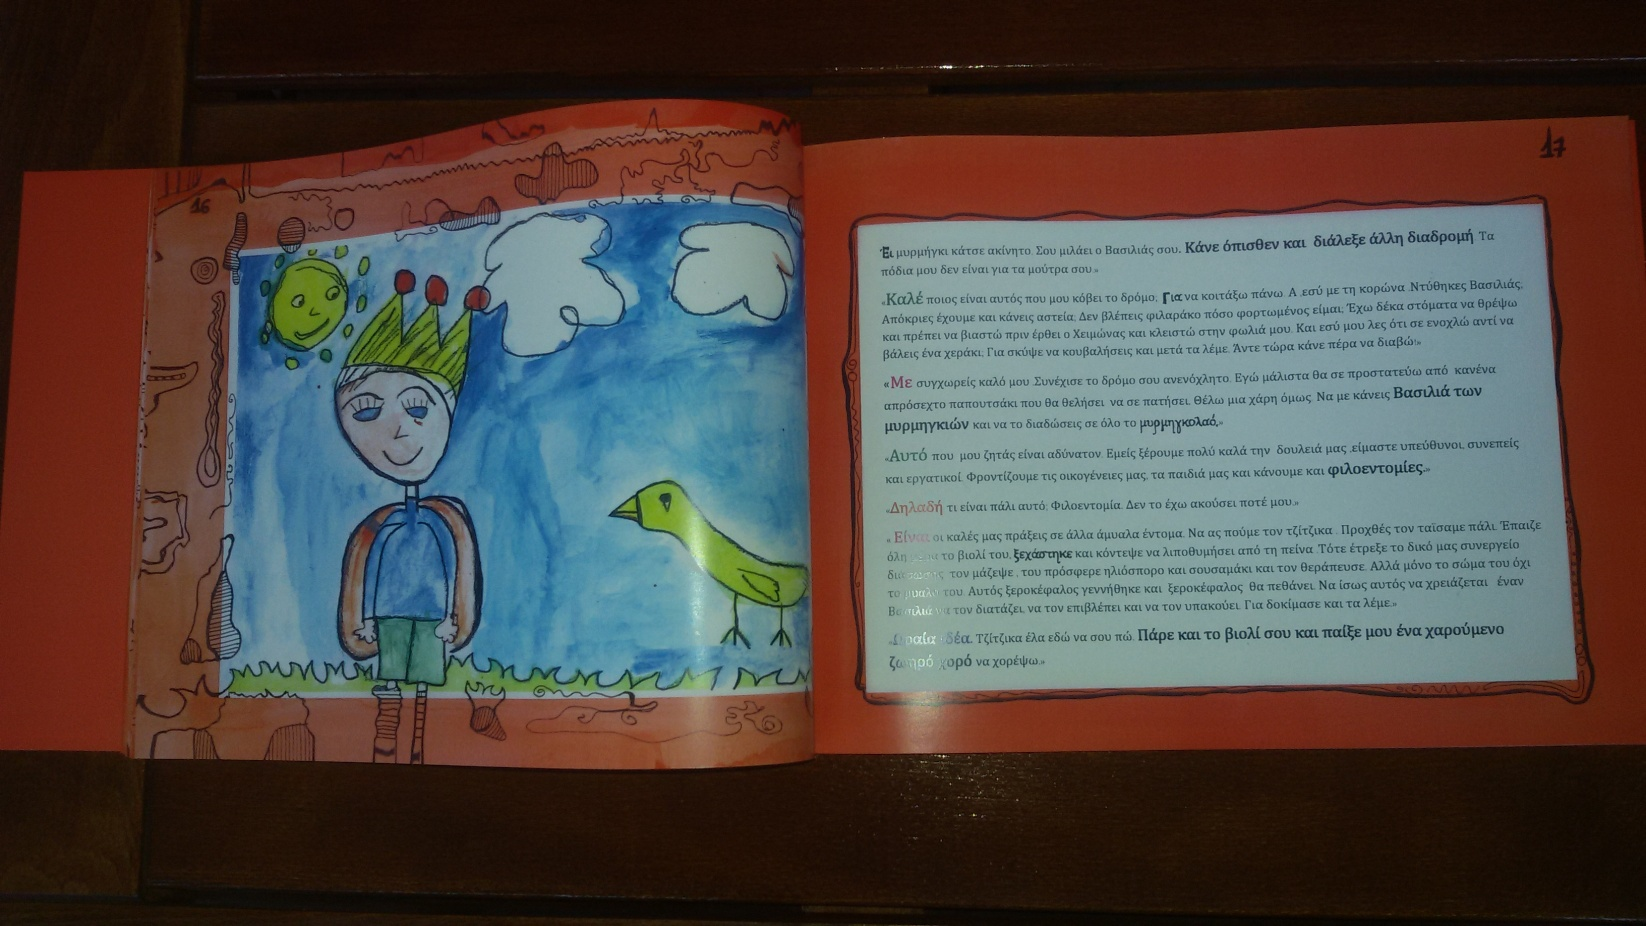 16
17
Έι μυρμήγκι κάτσε ακίνητο. Σου μιλάει ο Βασιλιάς σου. Κάνε όπισθεν και διάλεξε άλλη διαδρομή Τα
πόδια μου δεν είναι για τα μούτρα σου.»
«Καλέ ποιος είναι αυτός που μου κόβει το δρόμο; Για να κοιτάξω πάνω. Α ,εσύ με τη κορώνα .Ντύθηκες Βασιλιάς;
Απόκριες έχουμε και κάνεις αστεία; Δεν βλέπεις φιλαράκο πόσο φορτωμένος είμαι; Έχω δέκα στόματα να θρέψω
και πρέπει να βιαστώ πριν έρθει ο Χειμώνας και κλειστώ στην φωλιά μου. Και εσύ μου λες ότι σε ενοχλώ αντί να
βάλεις ένα χεράκι; Για σκύψε να κουβαλήσεις και μετά τα λέμε. Άντε τώρα κάνε πέρα να διαβώ!»
«Με συγχωρείς καλό μου .Συνέχισε το δρόμο σου ανενόχλητο. Εγώ μάλιστα θα σε προστατεύω από κανένα
απρόσεχτο παπουτσάκι που θα θελήσει να σε πατήσει. Θέλω μια χάρη όμως. Να με κάνεις Βασιλιά των
μυρμηγκιών και να το διαδώσεις σε όλο το μυρμηγκολαό.»
«Αυτό που μου ζητάς είναι αδύνατον. Εμείς ξέρουμε πολύ καλά την δουλειά μας ,είμαστε υπεύθυνοι, συνεπείς
και εργατικοί. Φροντίζουμε τις οικογένειες μας, τα παιδιά μας και κάνουμε και φιλοεντομίες.»
«Δηλαδή τι είναι πάλι αυτό; Φιλοεντομία. Δεν το έχω ακούσει ποτέ μου.»
« Είναι οι καλές μας πράξεις σε άλλα άμυαλα έντομα. Να ας πούμε τον τζίτζικα . Προχθές τον ταΐσαμε πάλι. Έπαιζε
όλη μέρα το βιολί του, ξεχάστηκε και κόντεψε να λιποθυμήσει από τη πείνα .Τότε έτρεξε το δικό μας συνεργείο
διάσωσης τον μάζεψε , του πρόσφερε ηλιόσπορο και σουσαμάκι και τον θεράπευσε. Αλλά μόνο το σώμα του όχι
το μυαλό του. Αυτός ξεροκέφαλος γεννήθηκε και ξεροκέφαλος θα πεθάνει. Να ίσως αυτός να χρειάζεται έναν
Βασιλιά να τον διατάζει, να τον επιβλέπει και να τον υπακούει. Για δοκίμασε και τα λέμε.»
«Ωραία ιδέα. Τζίτζικα έλα εδώ να σου πώ. Πάρε και το βιολί σου και παίξε μου ένα χαρούμενο
ζωηρό χορό να χορέψω.»